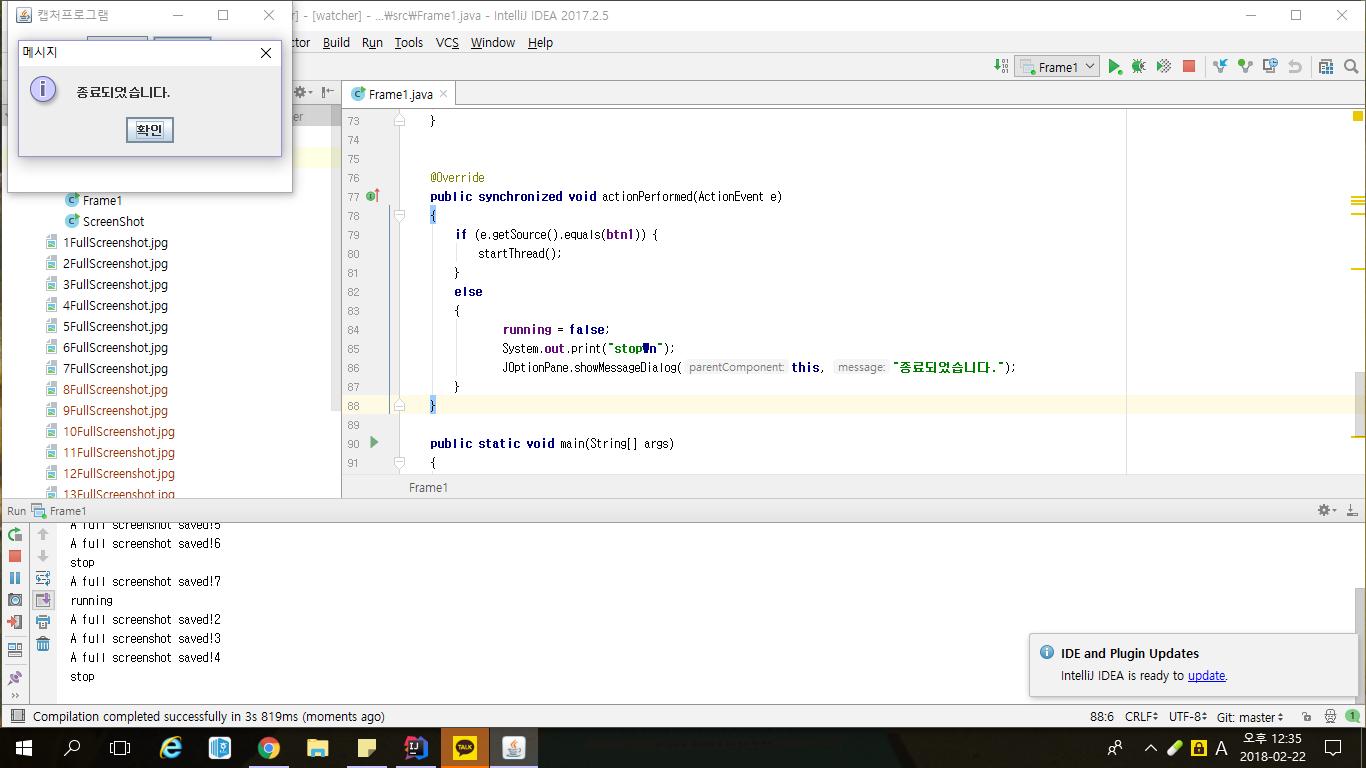 캡처프로그램
] - [watcher] - ...₩src₩Frame1.java - IntelliJ IDEA 2017.2.5
Build Run Tools VCS Window Help
메시지
종료되었습니다.
확인
Frame1
Frame1.java
Frame1
ScreenShot
1FullScreenshot.jpg
2FullScreenshot.jpg
3FullScreenshot.jpg
4FullScreenshot.jpg
5FullScreenshot.jpg
6FullScreenshot.jpg
7FullScreenshot.jpg
8FullScreenshot.jpg
9FullScreenshot.jpg
10FullScreenshot.jpg
11FullScreenshot.jpg
12FullScreenshot.jpg
13FullScreenshot.jpg
73 }
74
75
76 @Override
77 public synchronized void actionPerformed(ActionEvent e)
78 {
79 if (e.getSource().equals(btn1)) {
80 startThread();
81 }
82 else
83 {
84 running = false;
85 System.out.print("stop₩n");
86 JOptionPane.showMessageDialog( parentComponent: this, message: "종료되었습니다.");
87 }
88 }
89
90 public static void main(String[] args)
91 {
Frame1
Run Frame1
A full screenshot saved!5
A full screenshot saved!6
stop
A full screenshot saved!7
running
A full screenshot saved!2
A full screenshot saved!3
A full screenshot saved!4
stop
IDE and Plugin Updates
IntelliJ IDEA is ready to update.
Compilation completed successfully in 3s 819ms (moments ago)
88:6 CRLF UTF-8 Git: master 1
TALK
A
오후 12:35
2018-02-22